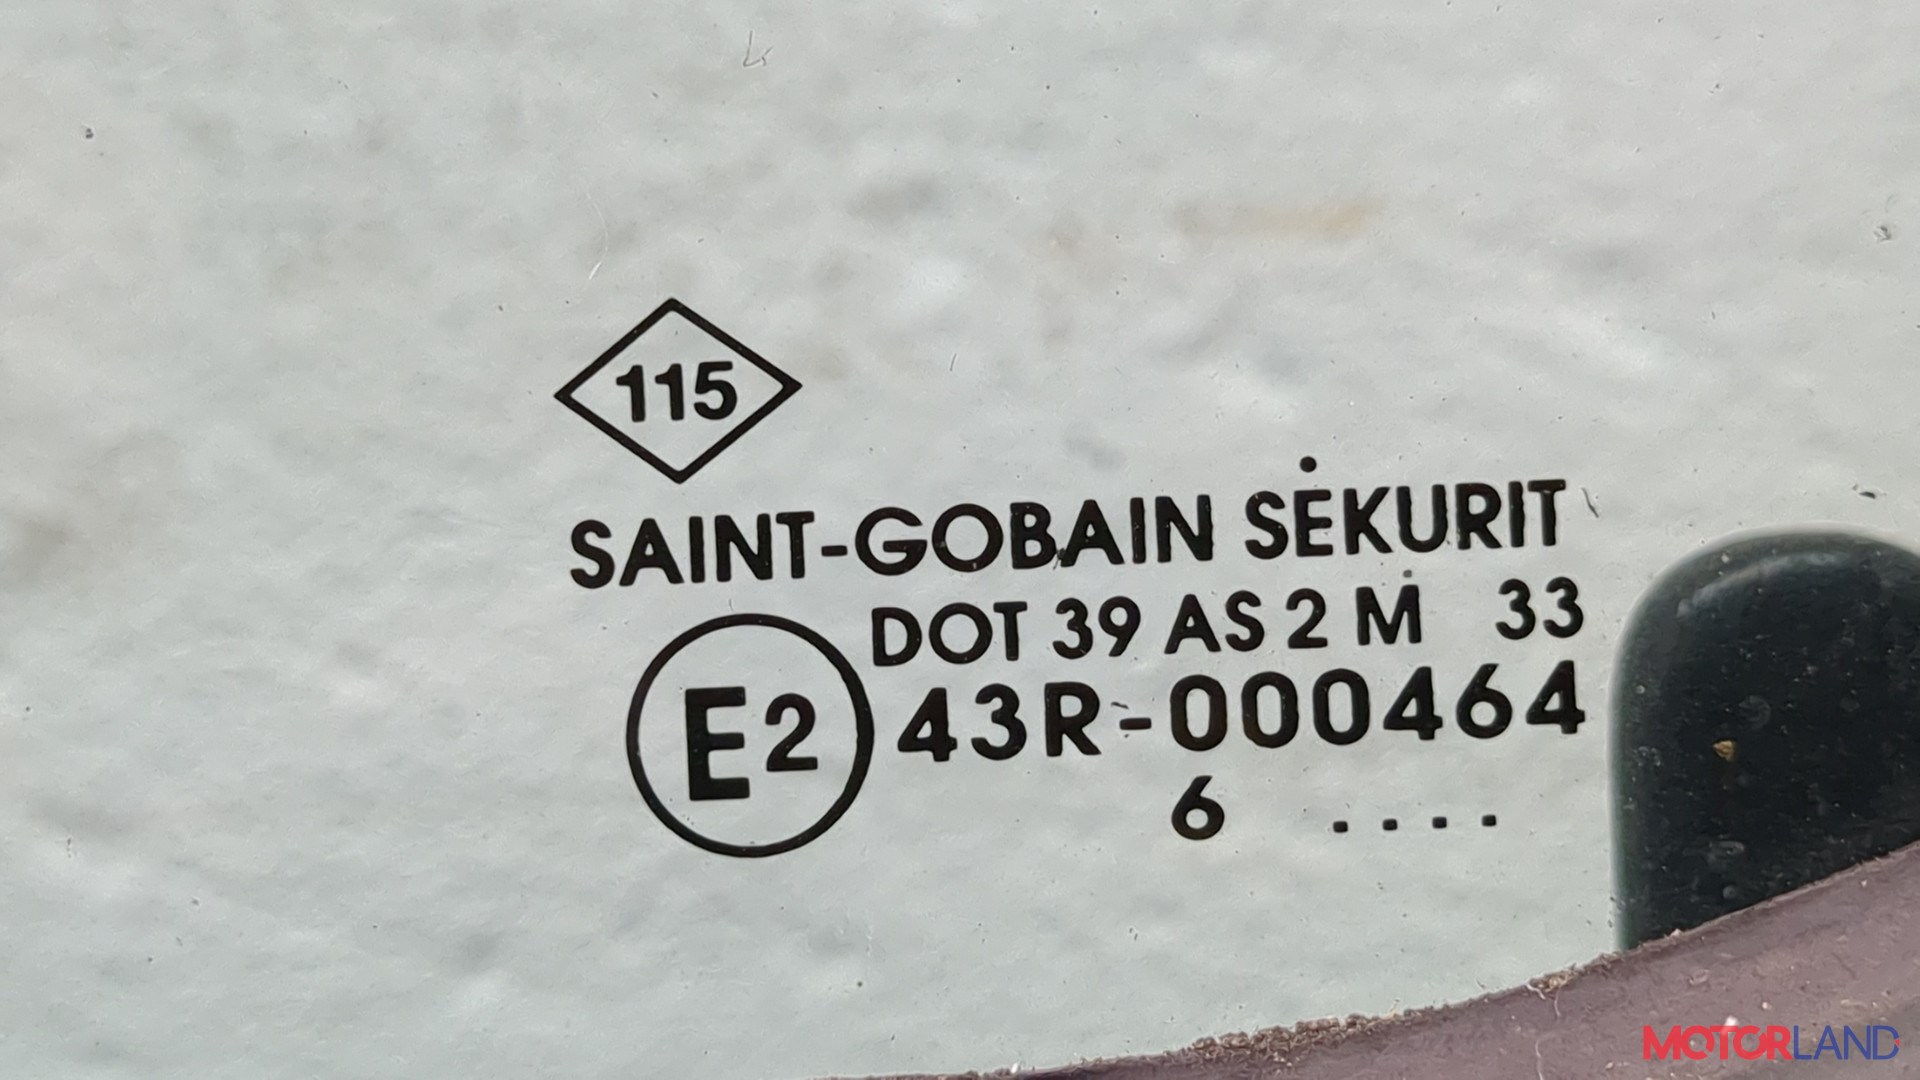 115
SAINT-GOBAIN SEKURIT
DOT 39 AS 2 M 33
E2 43R-000464
6 ....
MOTORLAND